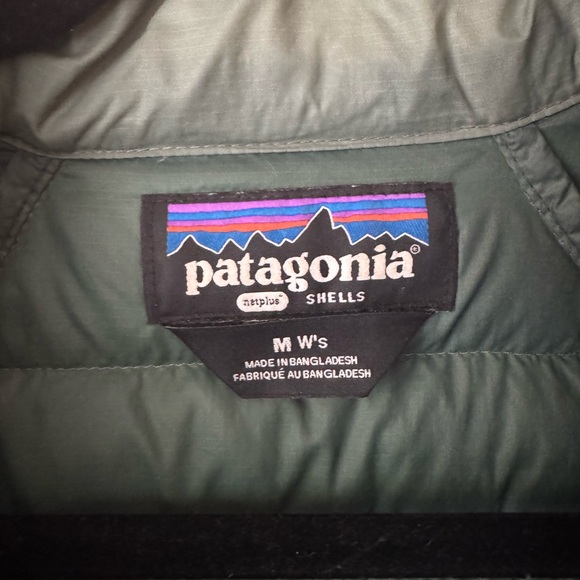 patagonia®
netplus® SHELLS
M W's
MADE IN BANGLADESH
FABRIQUÉ AU BANGLADESH